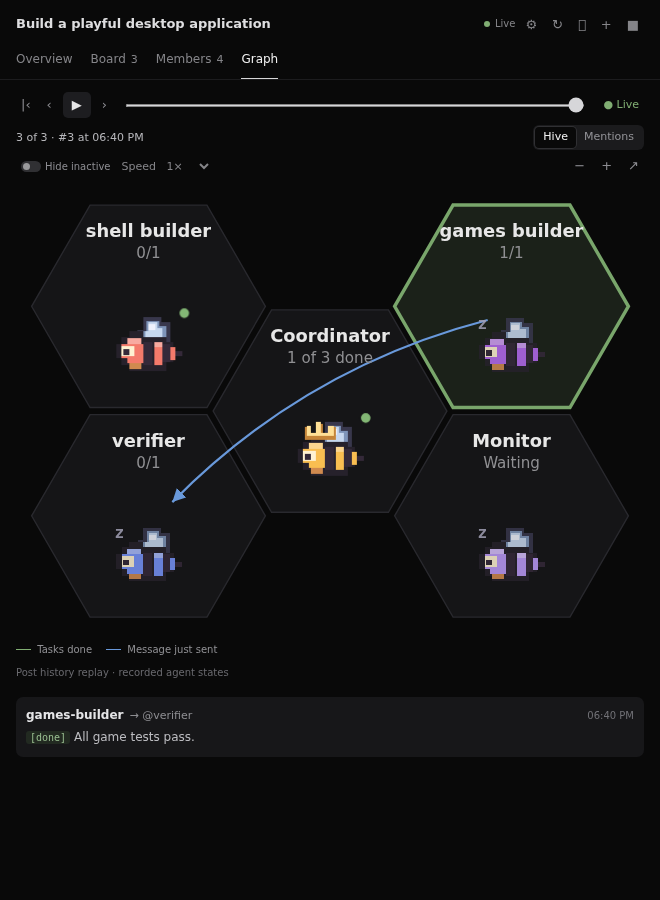 Build a playful desktop application
Live
Overview Board 3 Members 4 Graph
Live
3 of 3 · #3 at 06:40 PM
Hive Mentions
Hide inactive Speed 1×
shell builder
0/1
games builder
1/1
Z
Coordinator
1 of 3 done
verifier
0/1
Z
Monitor
Waiting
Z
Tasks done Message just sent
Post history replay · recorded agent states
games-builder → @verifier 06:40 PM
[done] All game tests pass.